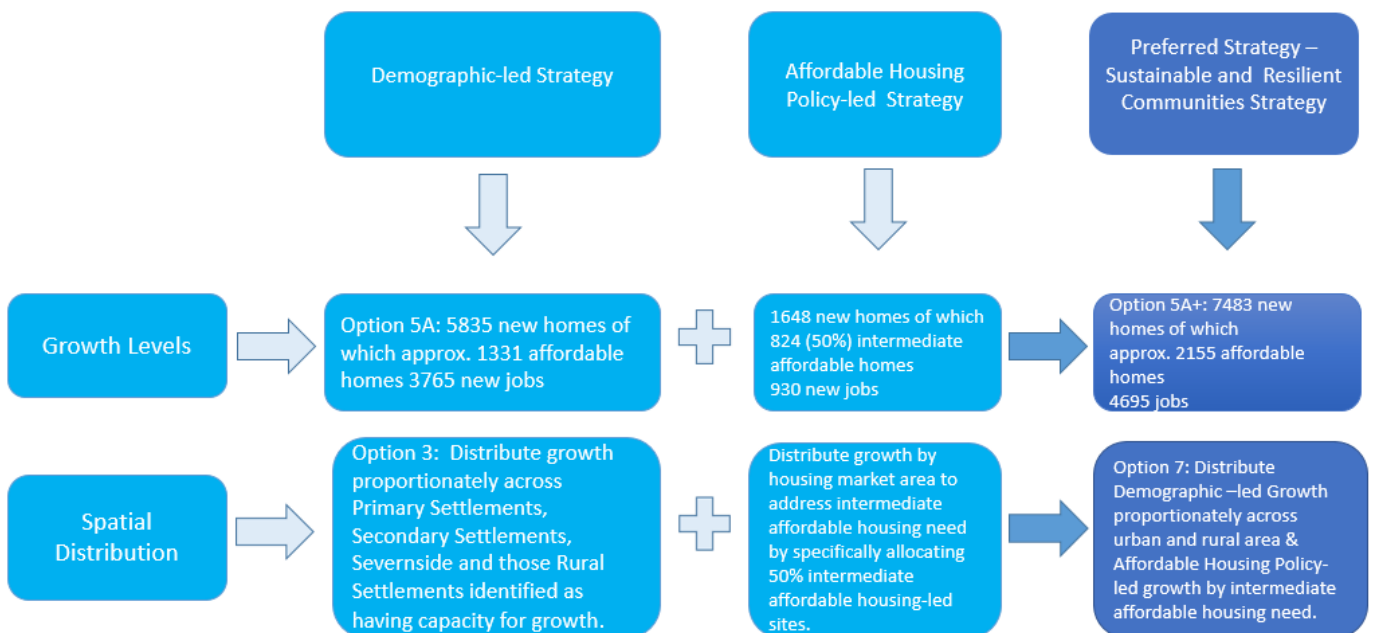 Demographic-led Strategy
Affordable Housing
Policy-led Strategy
Preferred Strategy –
Sustainable and Resilient
Communities Strategy
Growth Levels
Option 5A: 5835 new homes of
which approx. 1331 affordable
homes 3765 new jobs
1648 new homes of which
824 (50%) intermediate
affordable homes
930 new jobs
Option 5A+: 7483 new
homes of which
approx. 2155 affordable
homes
4695 jobs
Spatial
Distribution
Option 3: Distribute growth
proportionately across
Primary Settlements,
Secondary Settlements,
Severnside and those Rural
Settlements identified as
having capacity for growth.
Distribute growth by
housing market area to
address intermediate
affordable housing need
by specifically allocating
50% intermediate
affordable housing-led
sites.
Option 7: Distribute
Demographic –led Growth
proportionately across
urban and rural area &
Affordable Housing Policy-
led growth by intermediate
affordable housing need.